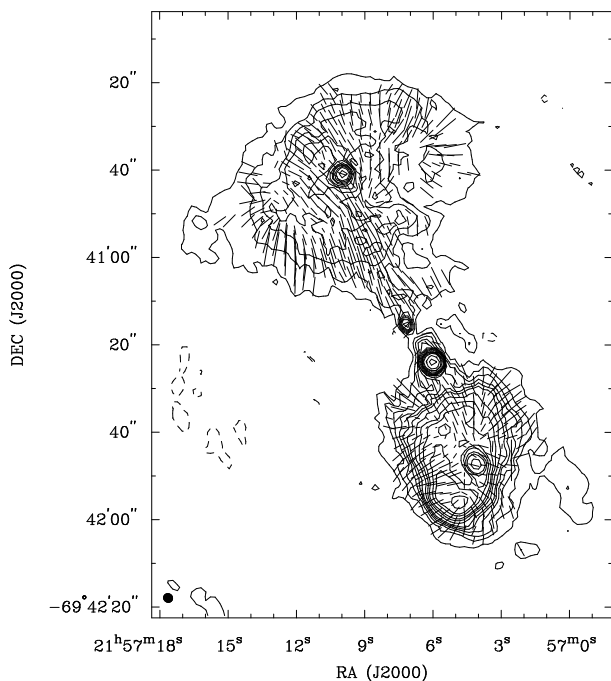 20″
40″
41′00″
20″
40″
42′00″
−69° 42′20″
DEC (J2000)
21ʰ57ᵐ18ˢ 15ˢ 12ˢ 9ˢ 6ˢ 3ˢ 57ᵐ0ˢ
RA (J2000)